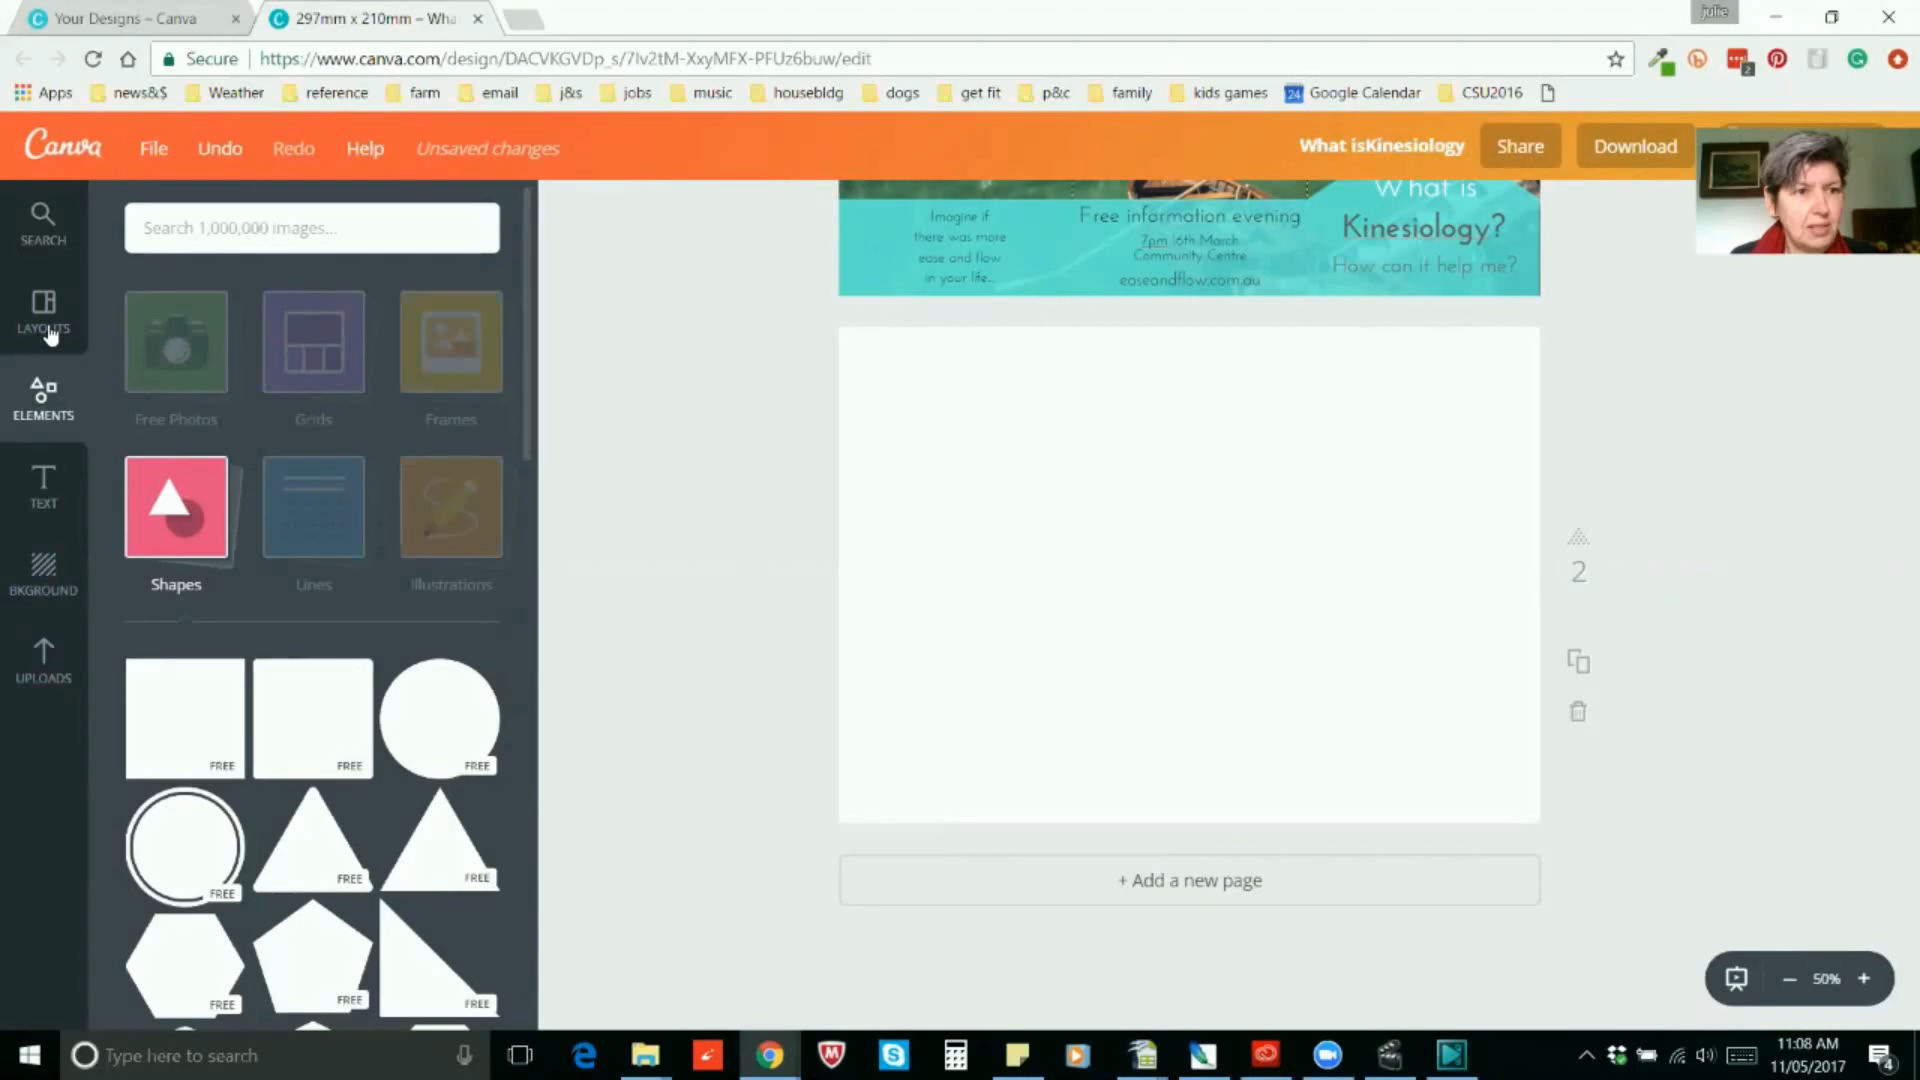 Your Designs – Canva
297mm x 210mm – Wha
julie
Secure
https://www.canva.com/design/DACVKGVDp_s/7Iv2tM-XxyMFX-PFUz6buw/edit
2
Apps news&$ Weather reference farm email j&s jobs music housebldg dogs get fit p&c family kids games 24 Google Calendar CSU2016
Canva File Undo Redo Help Unsaved changes What isKinesiology Share Download
SEARCH
LAYOUTS
ELEMENTS
TEXT
BKGROUND
UPLOADS
Search 1,000,000 images...
Free Photos Grids Frames
Shapes Lines Illustrations
FREE FREE FREE
FREE FREE FREE
FREE FREE FREE
Imagine if
there was more
ease and flow
in your life...
Free information evening
7pm 16th March
Community Centre
easeandflow.com.au
What is
Kinesiology?
How can it help me?
2
+ Add a new page
50%
Type here to search
11:08 AM
11/05/2017
4